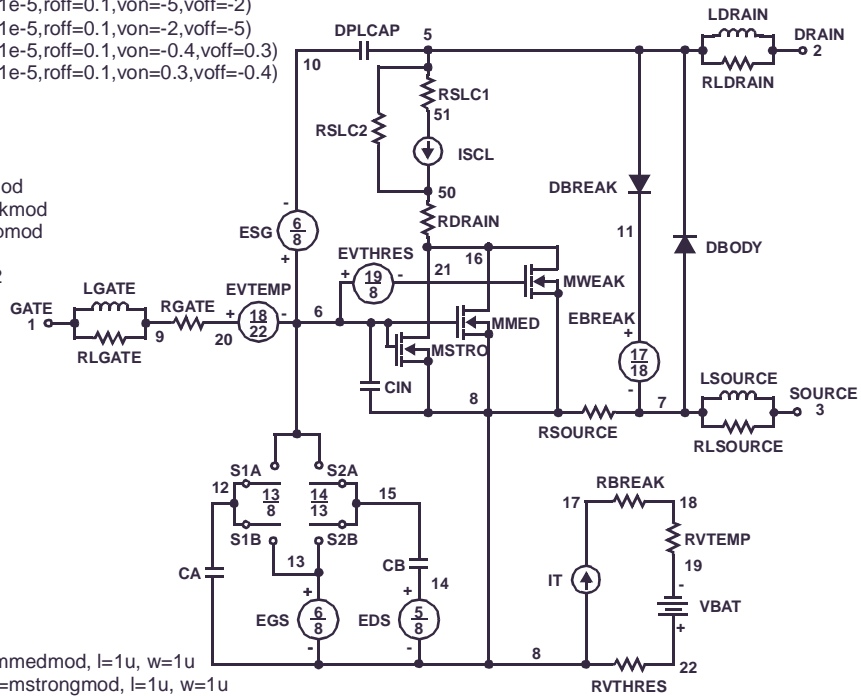 1e-5,roff=0.1,von=-5,voff=-2)
1e-5,roff=0.1,von=-2,voff=-5)
1e-5,roff=0.1,von=-0.4,voff=0.3)
1e-5,roff=0.1,von=0.3,voff=-0.4)
LDRAIN
DPLCAP
5
DRAIN
2
10
RLDRAIN
RSLC1
51
RSLC2
ISCL
od
kmod
omod
50
DBREAK
RDRAIN
ESG
6
8
-
+
11
DBODY
EVTHRES
+
19
8
-
21
16
MWEAK
LGATE
EVTEMP
GATE
1
RGATE
+
18
22
-
6
MMED
EBREAK
+
9
20
MSTRO
17
18
-
RLGATE
CIN
LSOURCE
8
7
SOURCE
3
RSOURCE
RLSOURCE
S1A
S2A
12
13
8
14
13
15
RBREAK
17
18
S1B
S2B
RVTEMP
13
CB
19
CA
14
IT
-
VBAT
+
+
EGS
6
8
-
EDS
5
8
-
+
8
22
RVTHRES
mmedmod, l=1u, w=1u
=mstrongmod, l=1u, w=1u